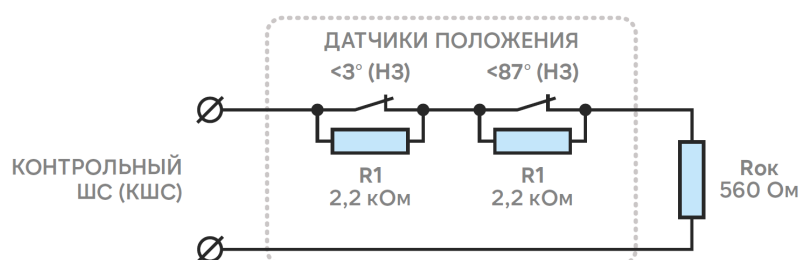 ДАТЧИКИ ПОЛОЖЕНИЯ
<3° (НЗ)
<87° (НЗ)
КОНТРОЛЬНЫЙ
ШС (КШС)
R1
2,2 кОм
R1
2,2 кОм
Rок
560 Ом